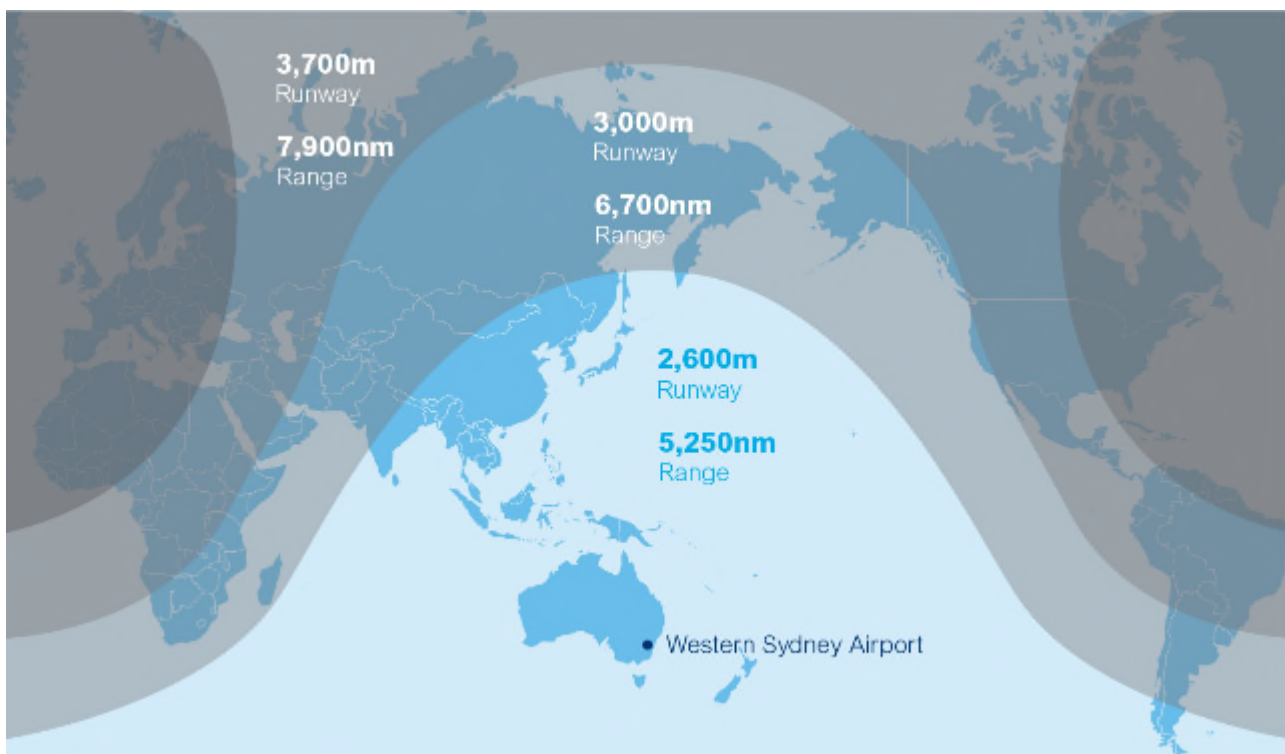 3,700m
Runway
7,900nm
Range
3,000m
Runway
6,700nm
Range
2,600m
Runway
5,250nm
Range
Western Sydney Airport